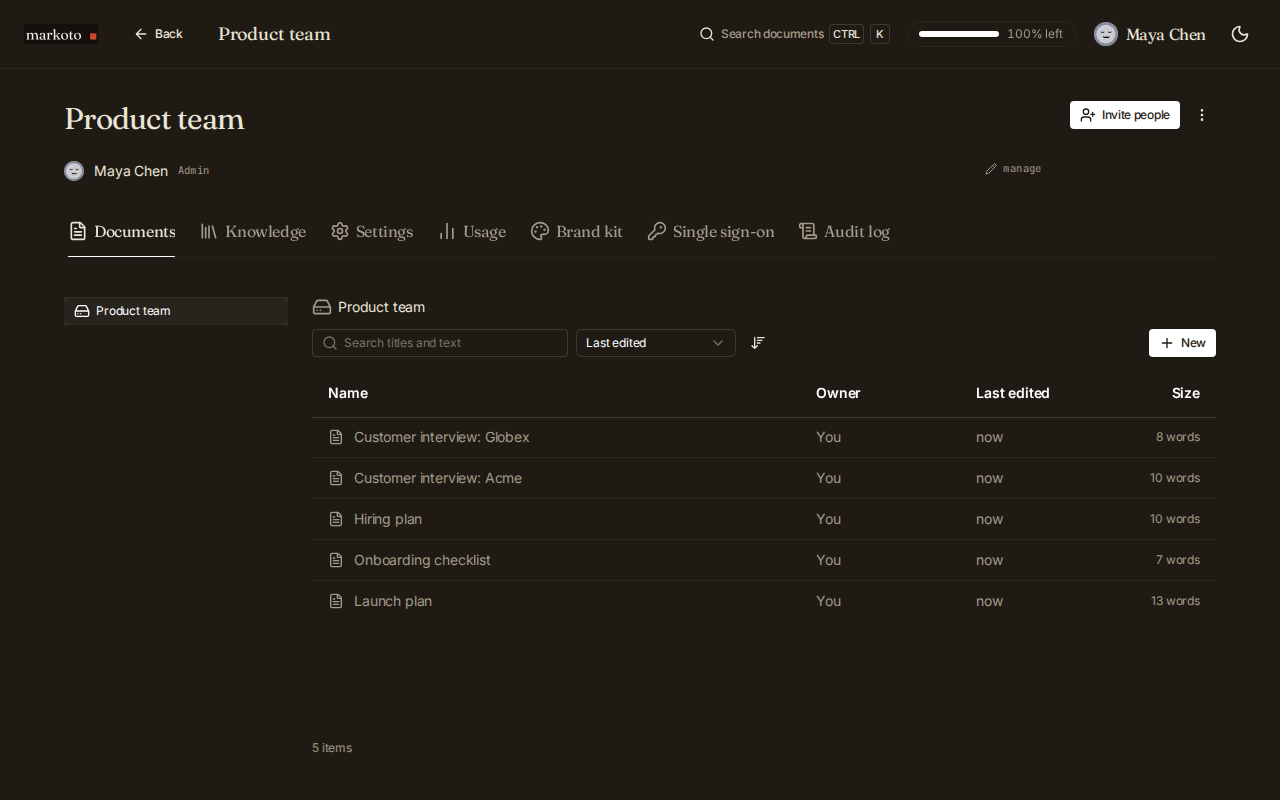 markoto
Back
Product team
Search documents CTRL K
100% left
Maya Chen
Product team
Invite people
Maya Chen Admin
manage
Documents Knowledge Settings Usage Brand kit Single sign-on Audit log
Product team
Product team
Search titles and text
Last edited
New
Name Owner Last edited Size
Customer interview: Globex You now 8 words
Customer interview: Acme You now 10 words
Hiring plan You now 10 words
Onboarding checklist You now 7 words
Launch plan You now 13 words
5 items